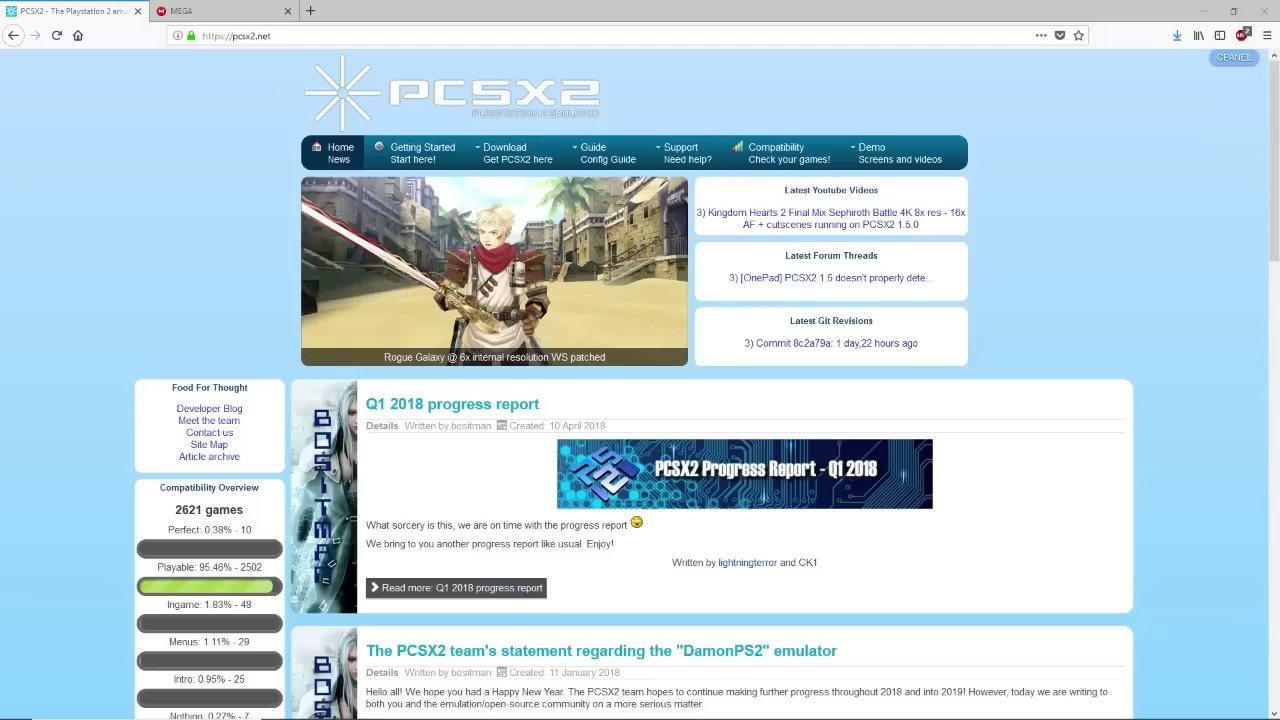 PCSX2 - The Playstation 2 emu
MEGA
https://pcsx2.net
2
CPANEL
PCSX2
PLAYSTATION 2 EMULATOR
Home
News
Getting Started
Start here!
Download
Get PCSX2 here
Guide
Config Guide
Support
Need help?
Compatibility
Check your games!
Demo
Screens and videos
Rogue Galaxy @ 6x internal resolution WS patched
Latest Youtube Videos
3) Kingdom Hearts 2 Final Mix Sephiroth Battle 4K 8x res - 16x
AF + cutscenes running on PCSX2 1.5.0
Latest Forum Threads
3) [OnePad] PCSX2 1.5 doesn't properly dete...
Latest Git Revisions
3) Commit 8c2a79a: 1 day,22 hours ago
Food For Thought
Developer Blog
Meet the team
Contact us
Site Map
Article archive
Compatibility Overview
2621 games
Perfect: 0.38% - 10
Playable: 95.46% - 2502
Ingame: 1.83% - 48
Menus: 1.11% - 29
Intro: 0.95% - 25
Nothing: 0.27% - 7
BOSITMAN
Q1 2018 progress report
Details Written by bositman Created: 10 April 2018
PCSX2 Progress Report - Q1 2018
What sorcery is this, we are on time with the progress report
We bring to you another progress report like usual. Enjoy!
Written by lightningterror and CK1
Read more: Q1 2018 progress report
BOS
The PCSX2 team's statement regarding the "DamonPS2" emulator
Details Written by bositman Created: 11 January 2018
Hello all! We hope you had a Happy New Year. The PCSX2 team hopes to continue making further progress throughout 2018 and into 2019! However, today we are writing to
both you and the emulation/open-source community on a more serious matter.